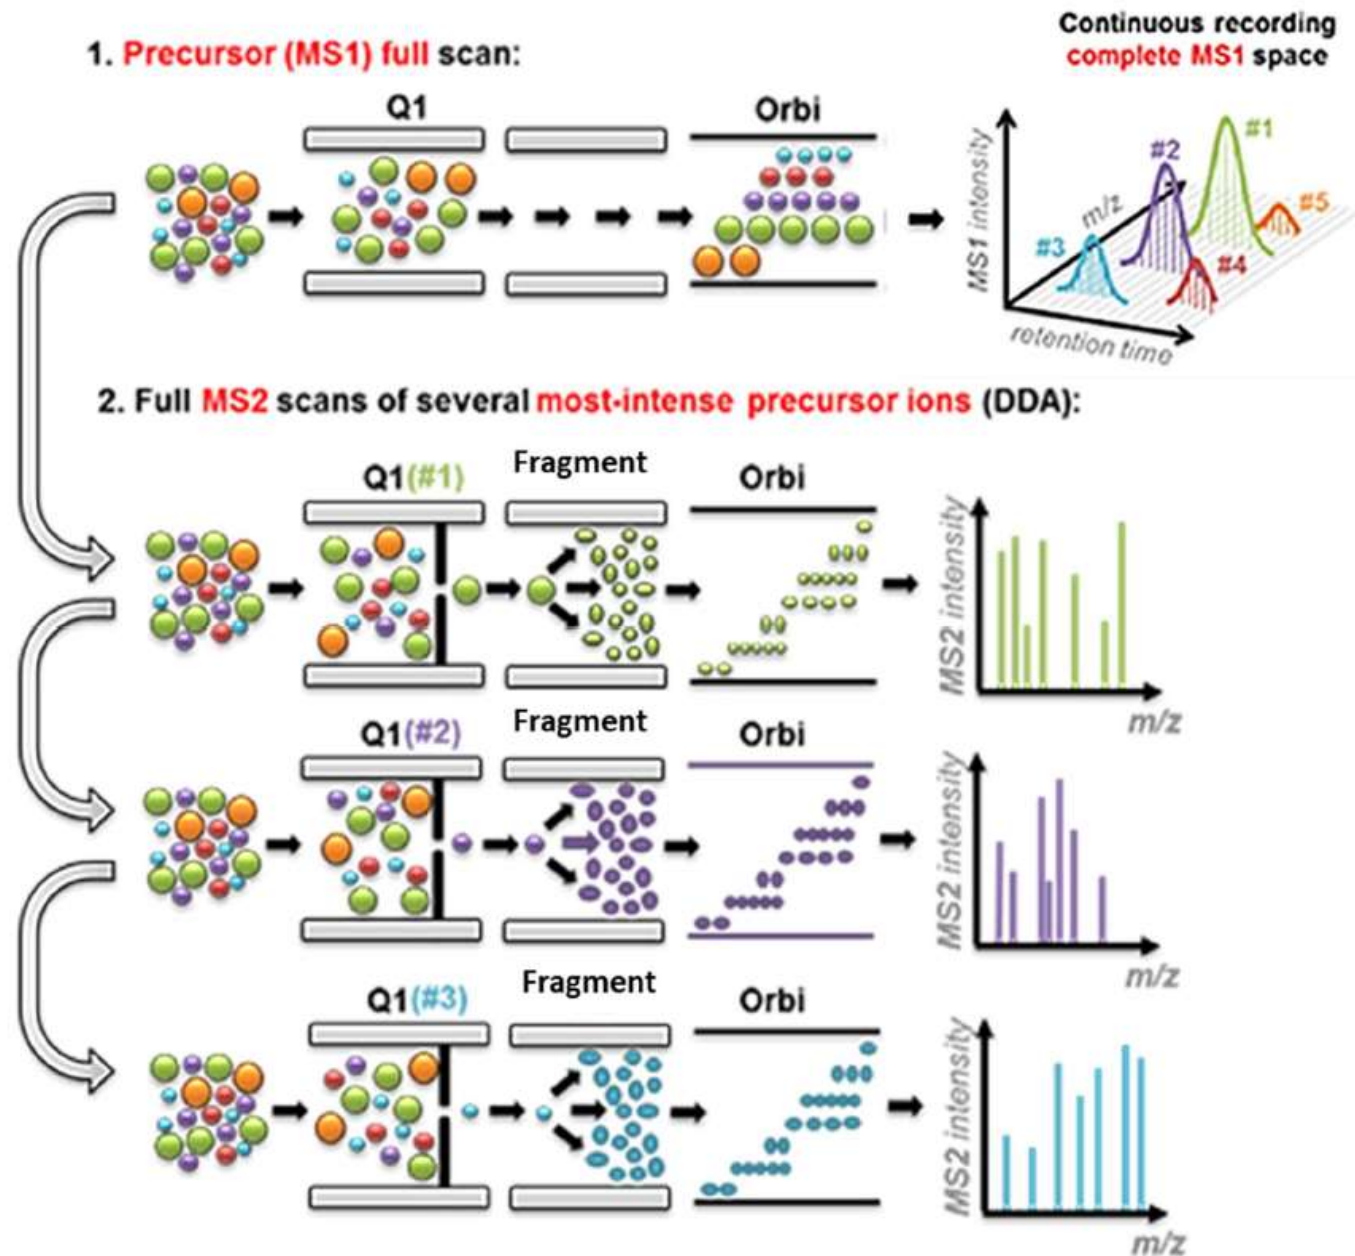 Continuous recording
complete MS1 space
1. Precursor (MS1) full scan:
Q1
Orbi
MS1 intensity
m/z
retention time
#1
#2
#3
#4
#5
2. Full MS2 scans of several most-intense precursor ions (DDA):
Q1(#1)
Fragment
Orbi
MS2 intensity
m/z
Q1(#2)
Fragment
Orbi
MS2 intensity
m/z
Q1(#3)
Fragment
Orbi
MS2 intensity
m/z